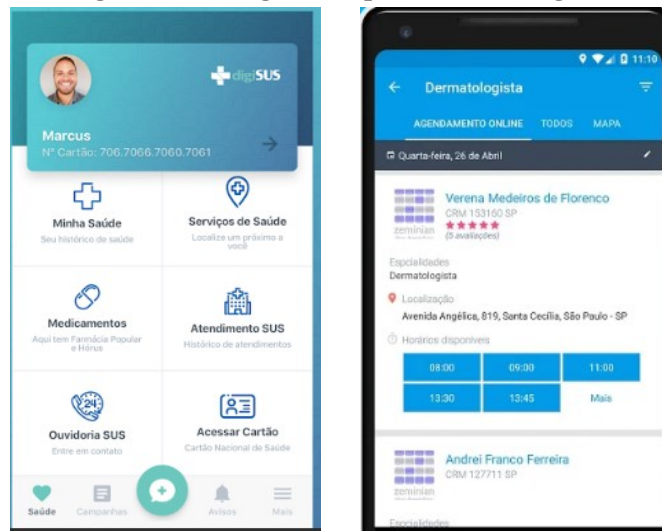 digiSUS
Marcus
Nº Cartão: 706.7066.7060.7061
Minha Saúde
Seu histórico de saúde
Serviços de Saúde
Localize um próximo a
você
Medicamentos
Aqui tem Farmácia Popular
e Hórus
Atendimento SUS
Histórico de atendimentos
24
Ouvidoria SUS
Entre em contato
Acessar Cartão
Cartão Nacional de Saúde
Saúde
Campanhas
Avisos
Mais
11:10
Dermatologista
AGENDAMENTO ONLINE TODOS MAPA
Quarta-feira, 26 de Abril
Verena Medeiros de Florenco
CRM 153160 SP
zeminian
(5 avaliações)
Espcialidades
Dermatologista
Localização
Avenida Angélica, 819, Santa Cecília, São Paulo - SP
Horários disponíveis
08:00 09:00 11:00
13:30 13:45 Mais
Andrei Franco Ferreira
CRM 127711 SP
zeminian
Espcialidades